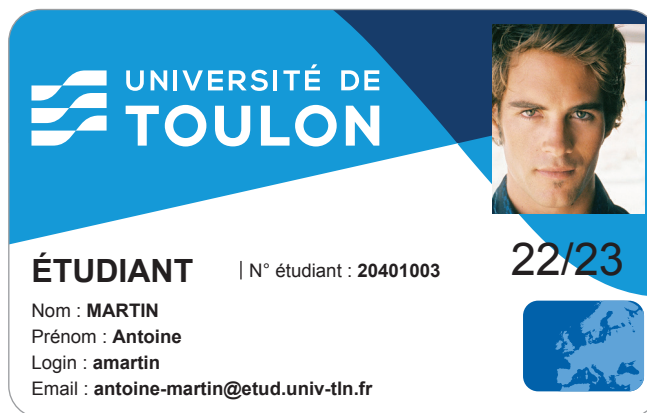 UNIVERSITÉ DE
TOULON
ÉTUDIANT | N° étudiant : 20401003
22/23
Nom : MARTIN
Prénom : Antoine
Login : amartin
Email : antoine-martin@etud.univ-tln.fr